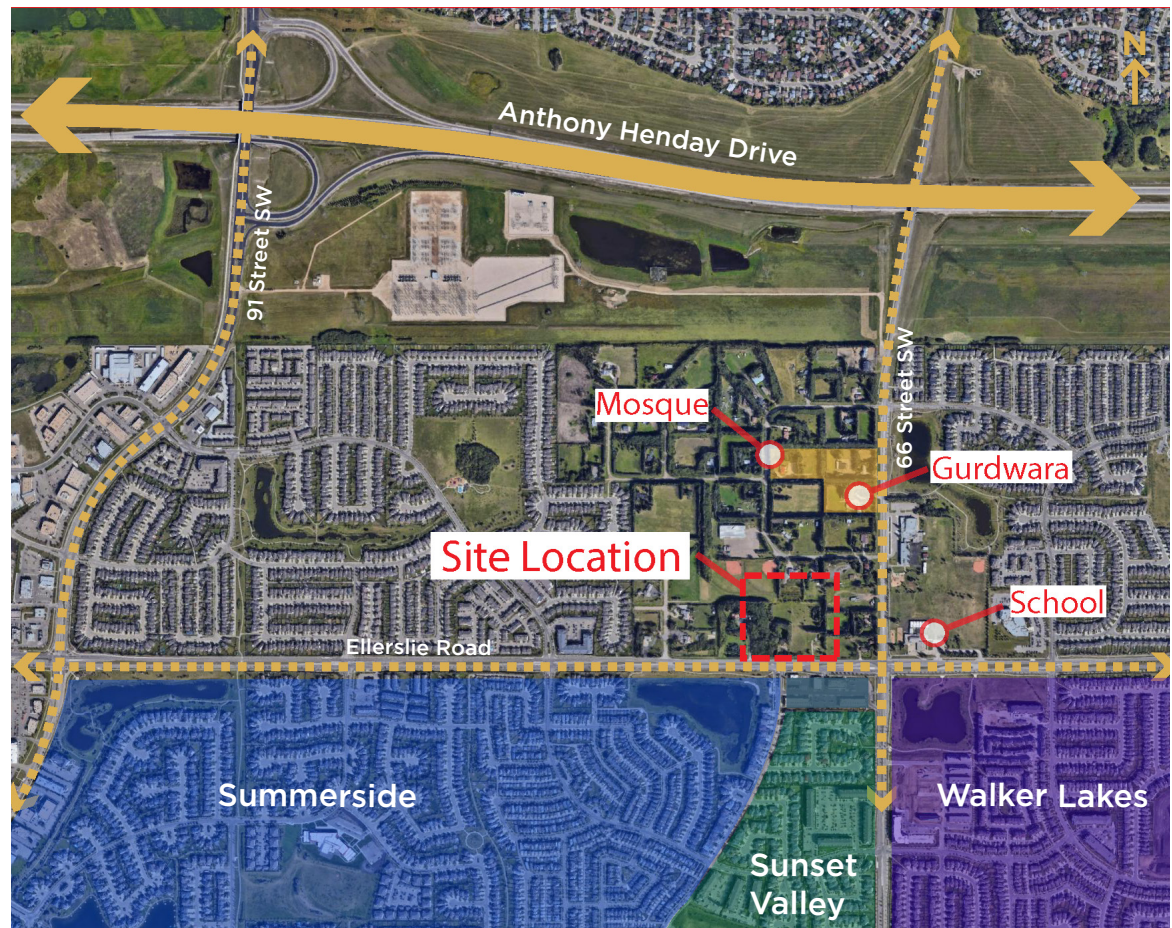 N
Anthony Henday Drive
91 Street SW
66 Street SW
Mosque
Gurdwara
Site Location
School
Ellerslie Road
Summerside
Walker Lakes
Sunset
Valley